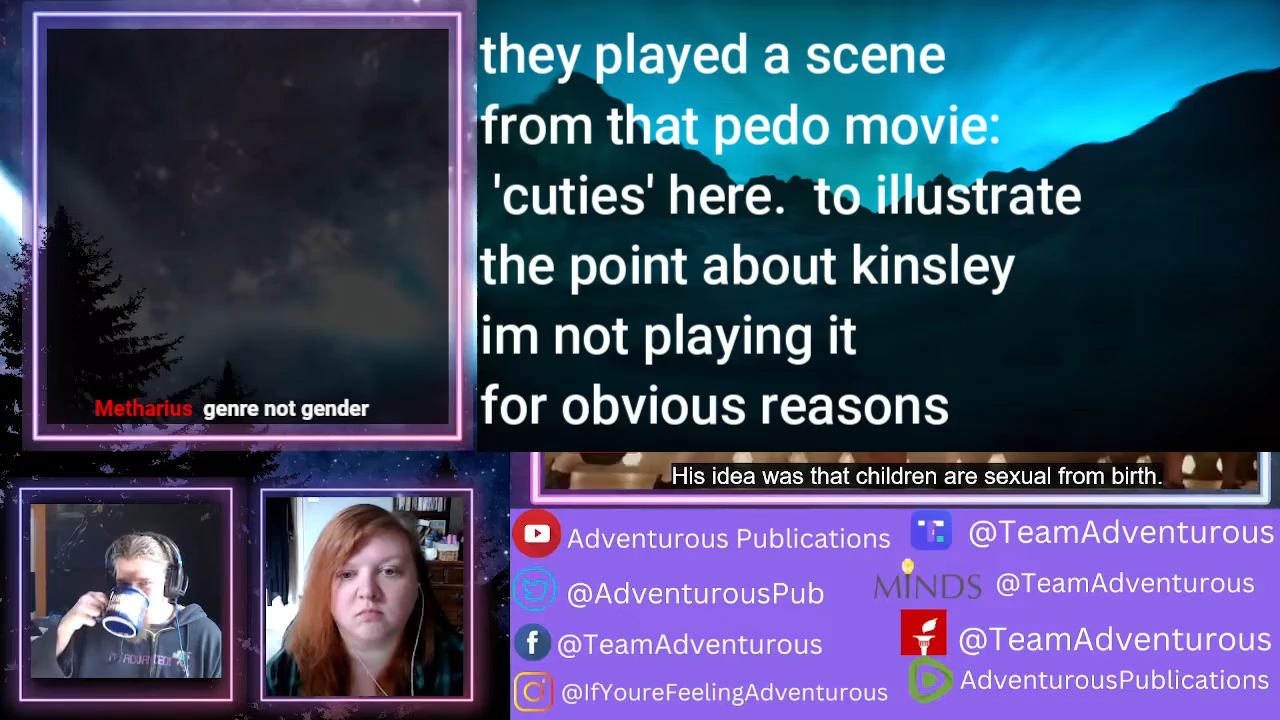 they played a scene
from that pedo movie:
'cuties' here. to illustrate
the point about kinsley
im not playing it
for obvious reasons
Metharius genre not gender
His idea was that children are sexual from birth.
Adventurous Publications
@TeamAdventurous
@AdventurousPub
MINDS @TeamAdventurous
@TeamAdventurous
@TeamAdventurous
@IfYoureFeelingAdventurous
AdventurousPublications